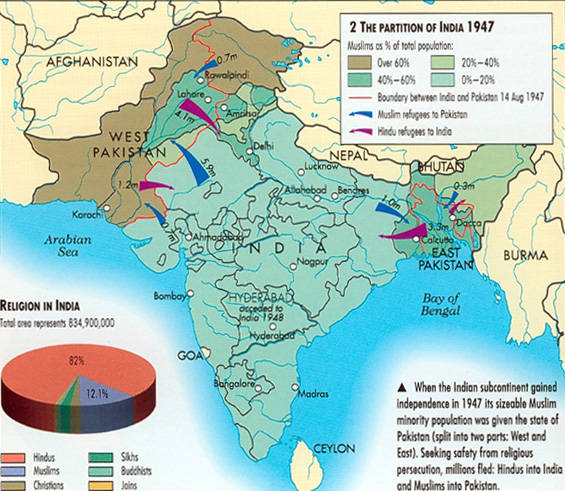 2 THE PARTITION OF INDIA 1947
Muslims as % of total population:
Over 60%
20%–40%
40%–60%
0%–20%
Boundary between India and Pakistan 14 Aug 1947
Muslim refugees to Pakistan
Hindu refugees to India
AFGHANISTAN
0.7m
Rawalpindi
Lahore
4.1m
Amritsar
WEST
PAKISTAN
Delhi
NEPAL
BHUTAN
5.9m
Lucknow
0.3m
1.2m
Allahabad
Benares
1.0m
Karachi
Dacca
3.3m
Arabian
Sea
Ahmadabad
INDIA
Calcutta
EAST
PAKISTAN
BURMA
Nagpur
Bombay
HYDERABAD
acceded to
India 1948
Hyderabad
Bay of
Bengal
GOA
Bangalore
Madras
CEYLON
RELIGION IN INDIA
Total area represents 834,900,000
82%
12.1%
Hindus
Muslims
Christians
Sikhs
Buddhists
Jains
▲ When the Indian subcontinent gained
independence in 1947 its sizeable Muslim
minority population was given the state of
Pakistan (split into two parts: West and
East). Seeking safety from religious
persecution, millions fled: Hindus into India
and Muslims into Pakistan.